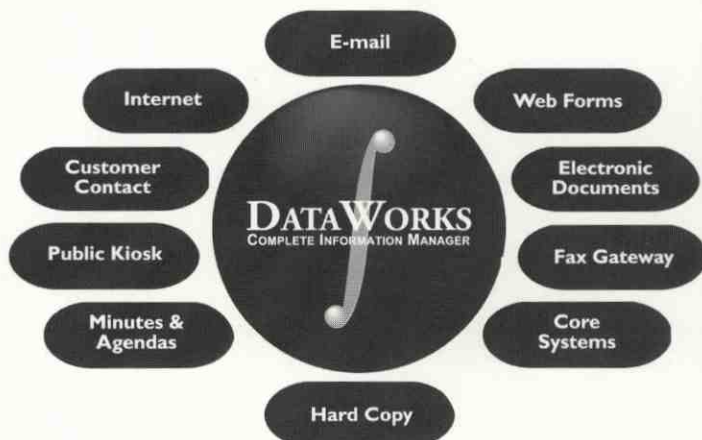 E-mail
Internet
Web Forms
Customer
Contact
Electronic
Documents
DATAWORKS
COMPLETE INFORMATION MANAGER
Public Kiosk
Fax Gateway
Minutes &
Agendas
Core
Systems
Hard Copy